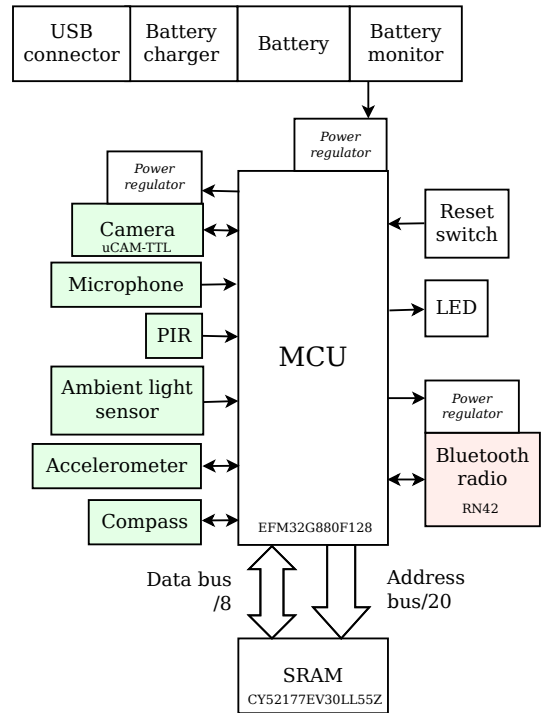 USB
connector
Battery
charger
Battery
Battery
monitor
Power
regulator
Power
regulator
Camera
uCAM-TTL
Reset
switch
Microphone
LED
PIR
MCU
Ambient light
sensor
Power
regulator
Accelerometer
Bluetooth
radio
RN42
Compass
EFM32G880F128
Data bus
/8
Address
bus/20
SRAM
CY52177EV30LL55Z